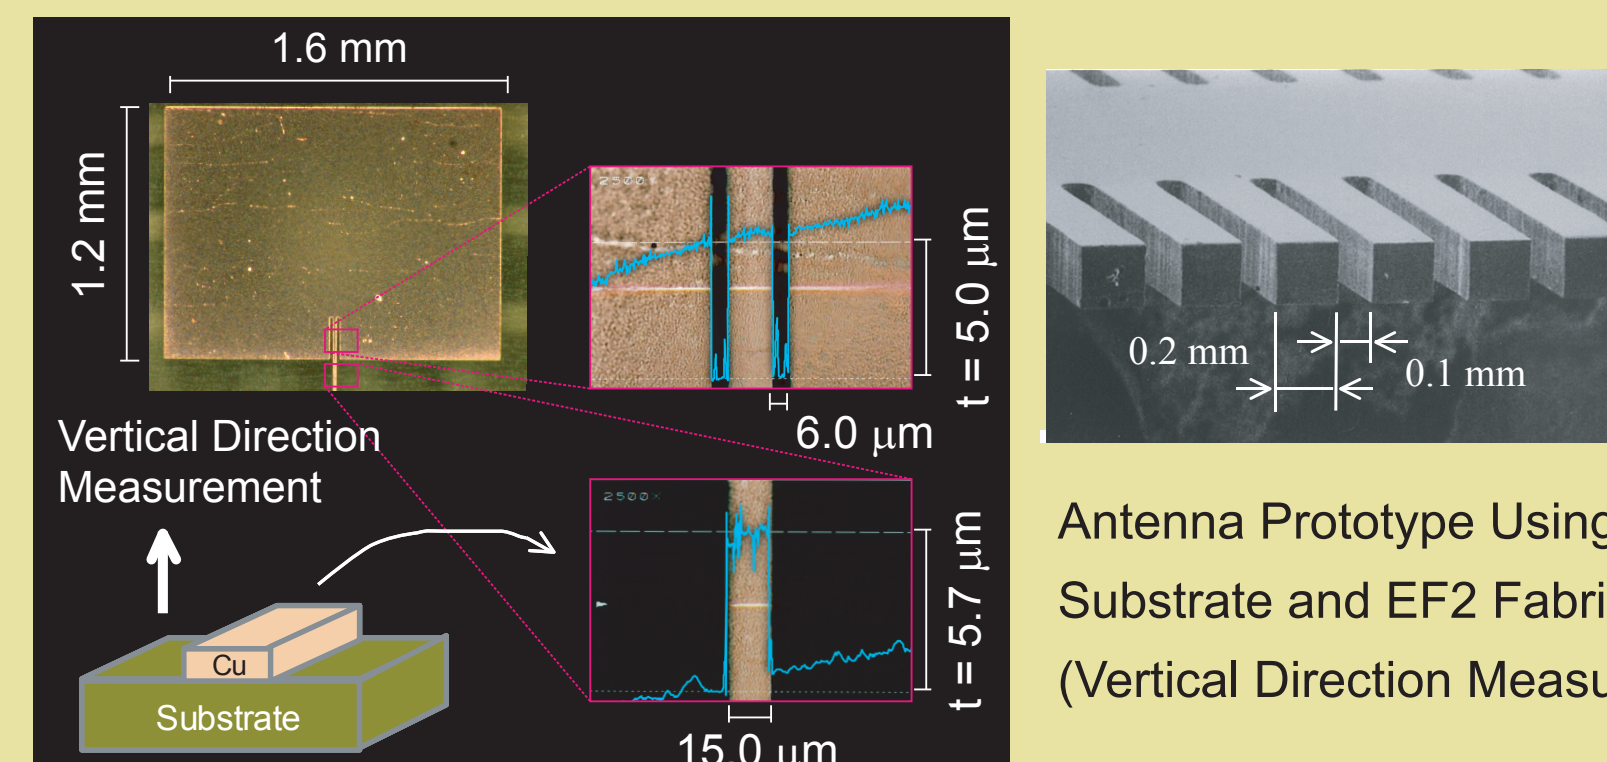 1.6 mm
1.2 mm
2500×
t = 5.0 μm
6.0 μm
Vertical Direction
Measurement
2500×
t = 5.7 μm
15.0 μm
Cu
Substrate
0.2 mm
0.1 mm
Antenna Prototype Using
Substrate and EF2 Fabri
(Vertical Direction Measu